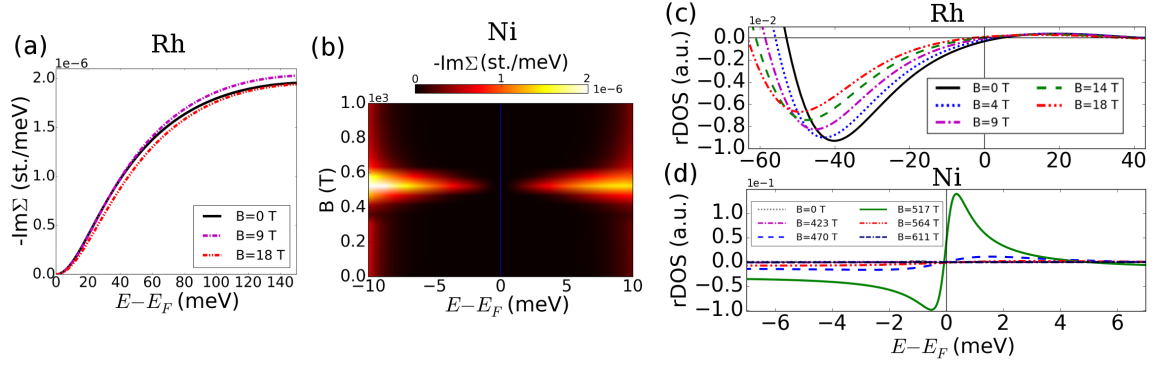 (a)
Rh
1e−6
2.0
1.5
1.0
0.5
0.0
-ImΣ (st./meV)
B=0 T
B=9 T
B=18 T
0 20 40 60 80 100 120 140
E−E_F (meV)
(b)
Ni
-ImΣ(st./meV)
0 1 2
1e−6
1e3
1.0
0.8
0.6
0.4
0.2
0.0
B (T)
−10 −5 0 5 10
E−E_F (meV)
(c)
Rh
1e−2
0.0
−0.2
−0.4
−0.6
−0.8
−1.0
rDOS (a.u.)
B=0 T B=14 T
B=4 T B=18 T
B=9 T
−60 −40 −20 0 20 40
(d)
Ni
1e−1
1.0
0.5
0.0
−0.5
−1.0
rDOS (a.u.)
B=0 T B=517 T
B=423 T B=564 T
B=470 T B=611 T
−6 −4 −2 0 2 4 6
E−E_F (meV)